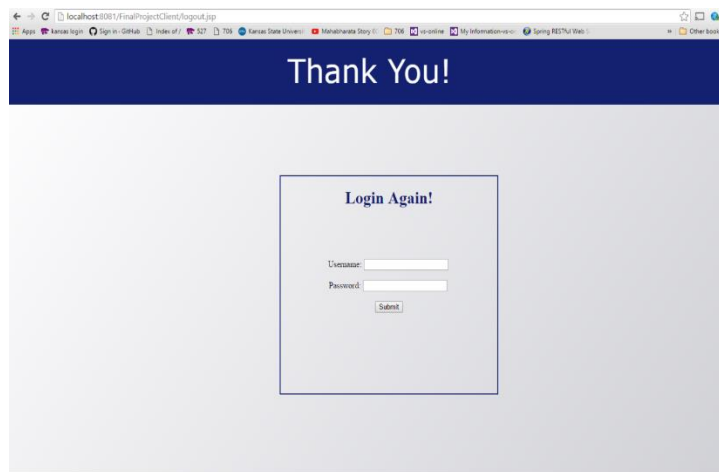 localhost:8081/FinalProjectClient/logout.jsp
Apps kansas login Sign in · GitHub Index of / 527 706 Kansas State Universi Mahabharata Story 706 vs-online My Information-vs-o Spring RESTful Web S » Other book
Thank You!
Login Again!
Username:
Password:
Submit